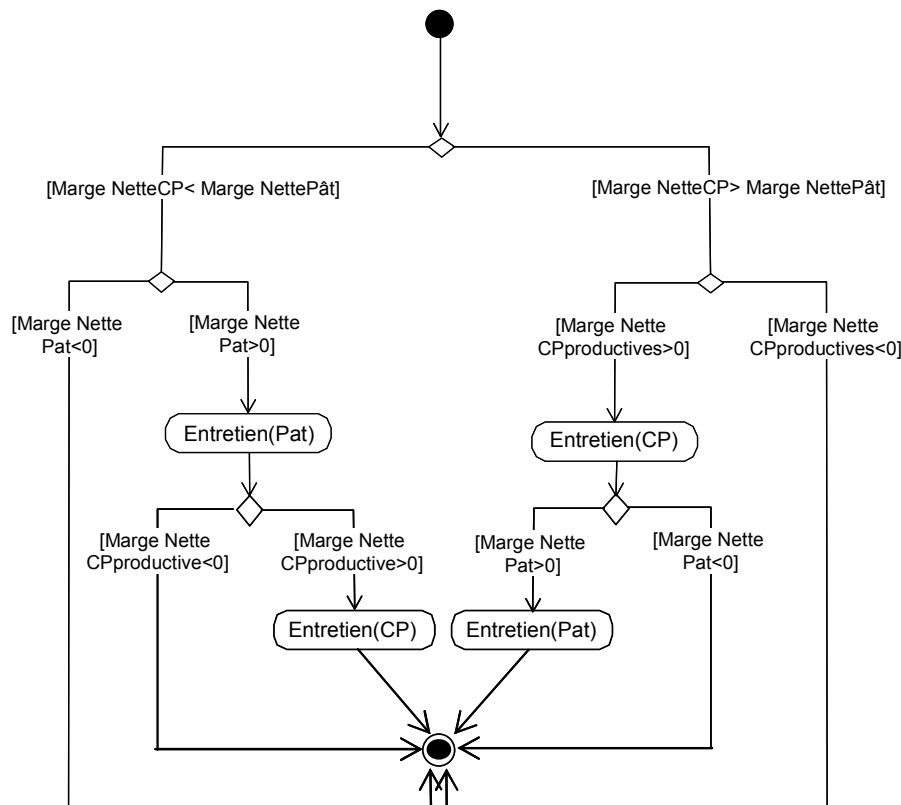 [Marge NetteCP< Marge NettePât]
[Marge NetteCP> Marge NettePât]
[Marge Nette
Pat<0]
[Marge Nette
Pat>0]
[Marge Nette
CPproductives>0]
[Marge Nette
CPproductives<0]
Entretien(Pat)
Entretien(CP)
[Marge Nette
CPproductive<0]
[Marge Nette
CPproductive>0]
[Marge Nette
Pat>0]
[Marge Nette
Pat<0]
Entretien(CP)
Entretien(Pat)